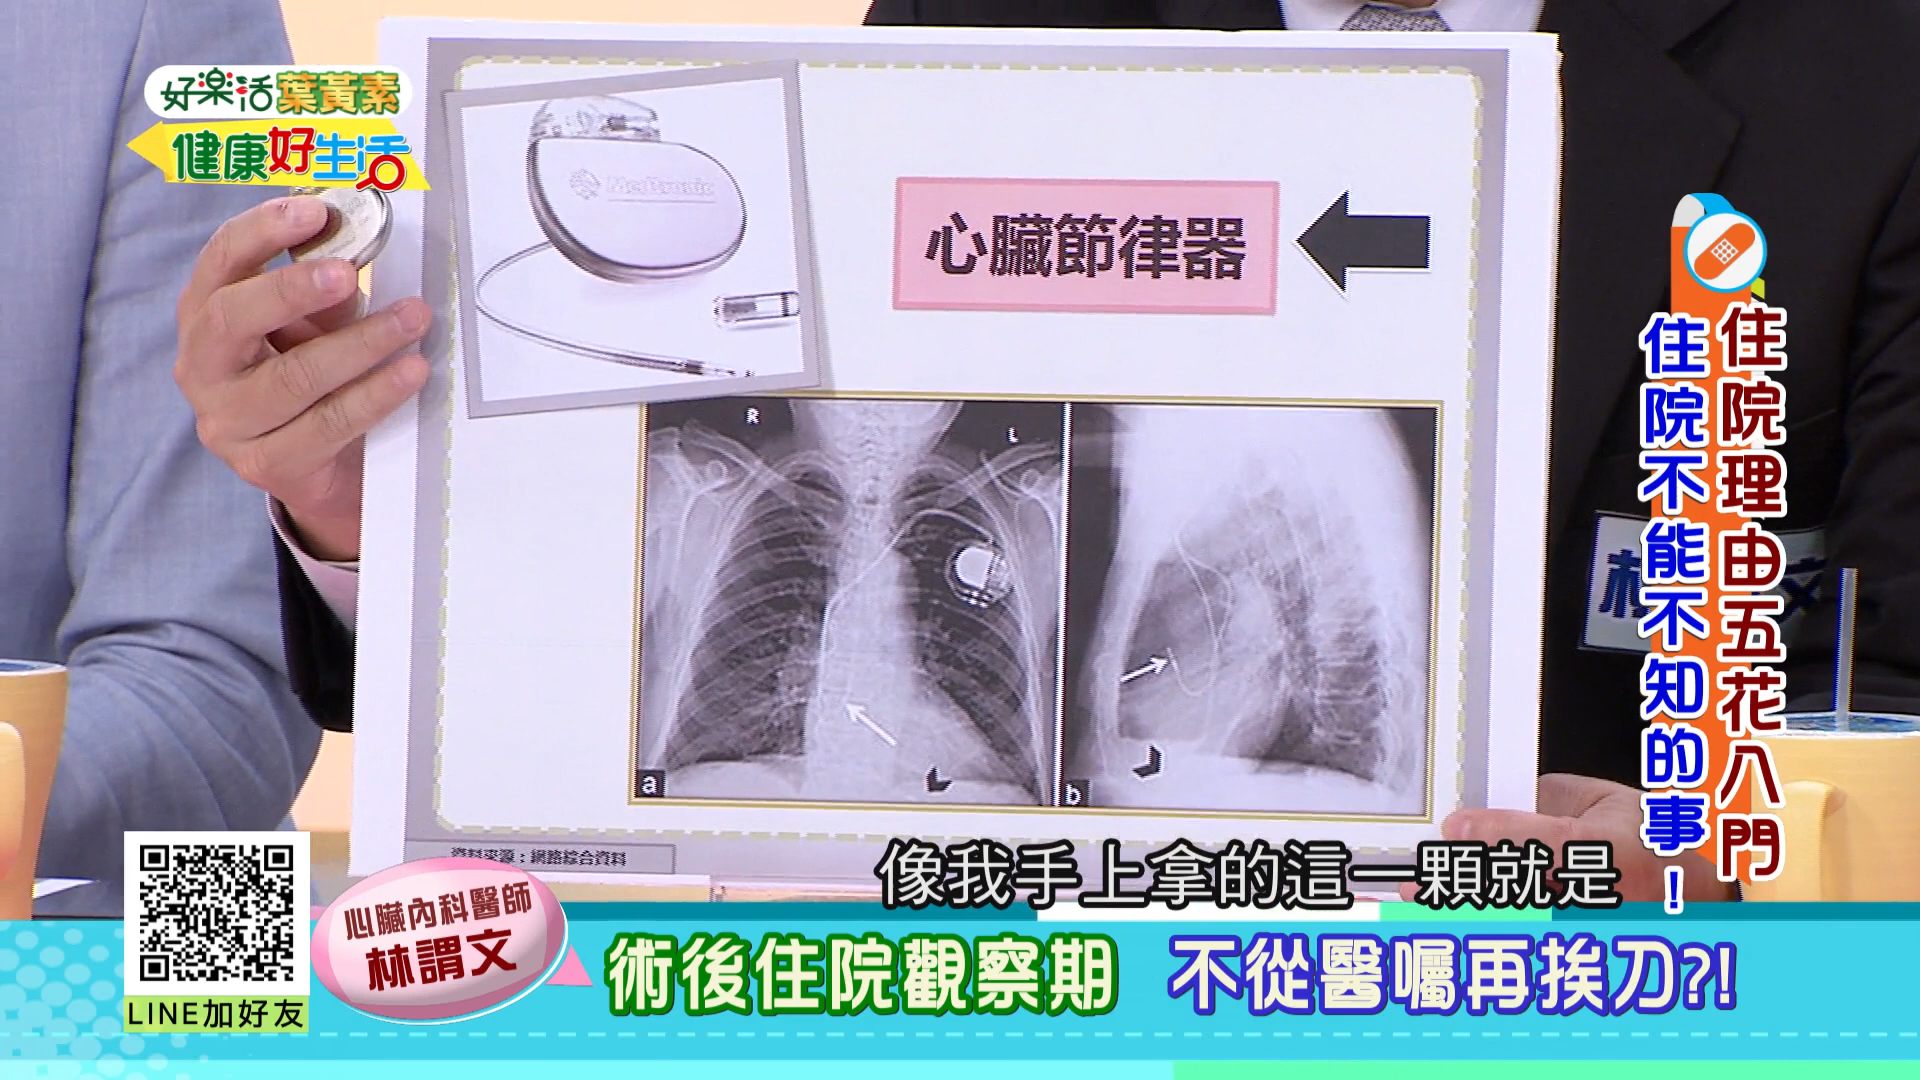 好樂活葉黃素
健康好生活
Medtronic
心臟節律器
R
L
a
b
資料來源：網路綜合資料
住院理由五花八門
住院不能不知的事！
像我手上拿的這一顆就是
心臟內科醫師
林謂文
術後住院觀察期 不從醫囑再挨刀?!
LINE加好友